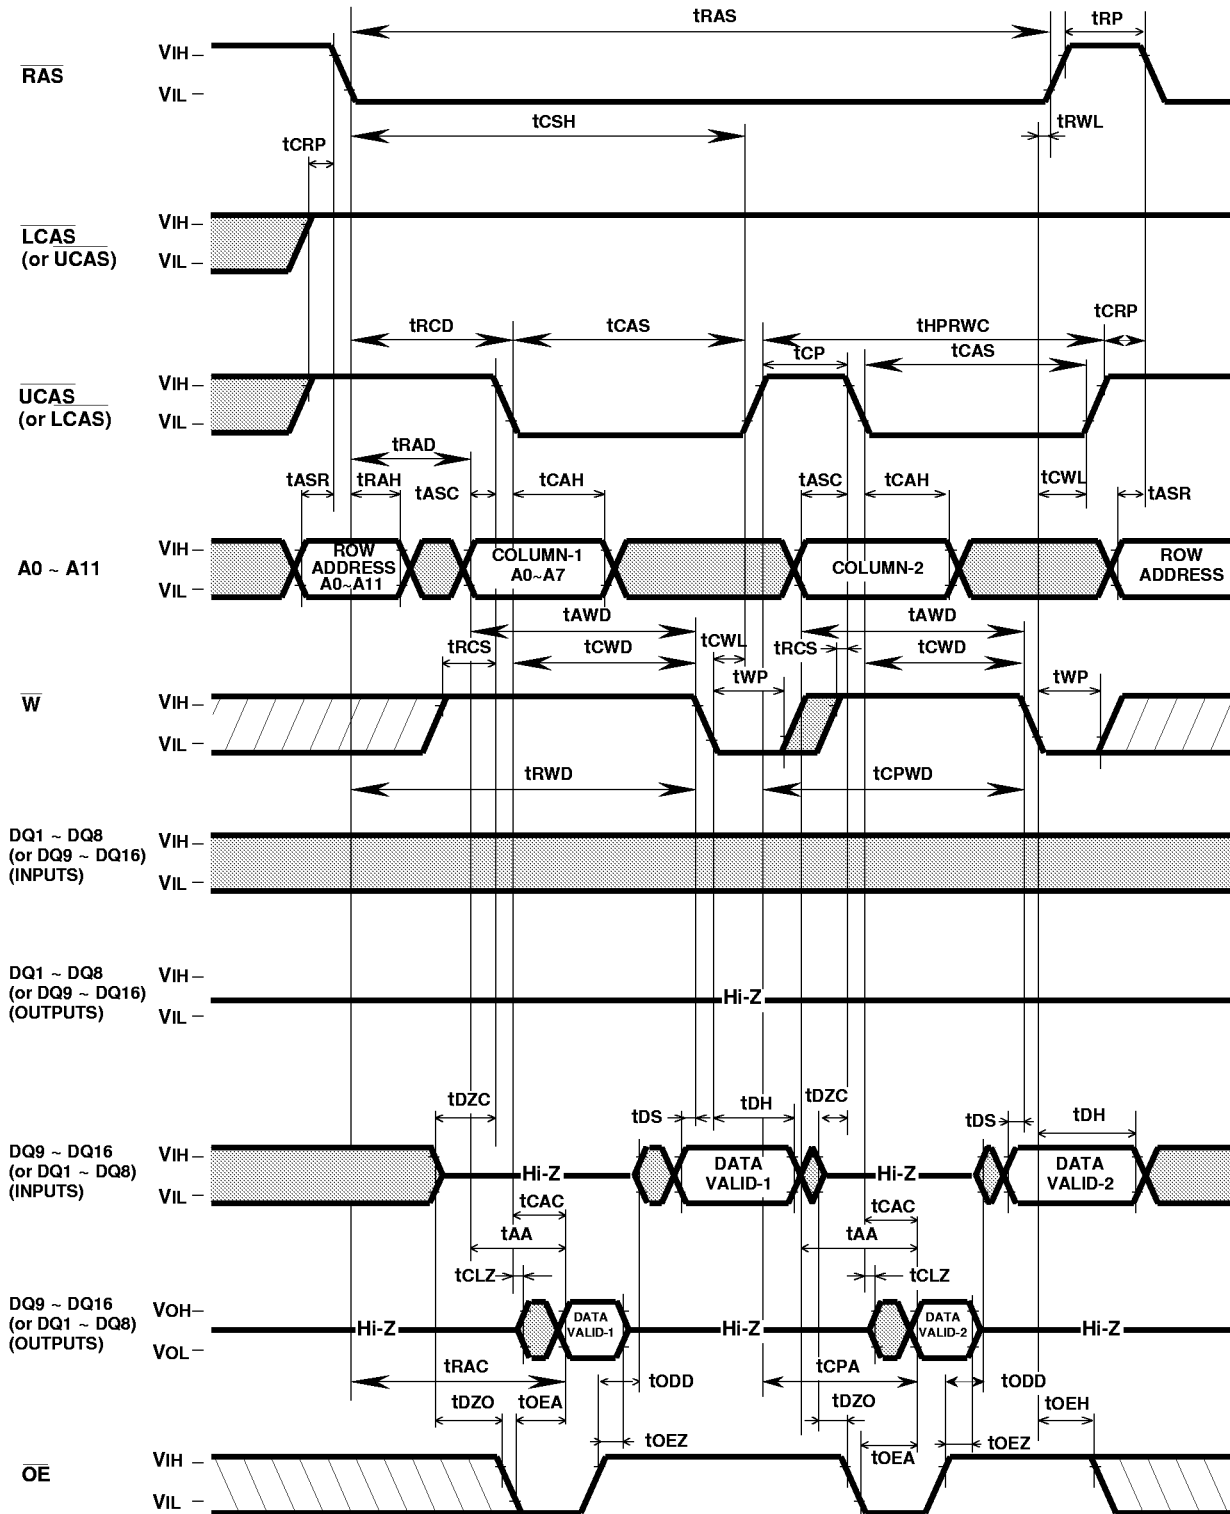 tRAS
tRP
RAS
VIH
VIL
tCSH
tRWL
tCRP
LCAS
(or UCAS)
VIH
VIL
tRCD
tCAS
tHPRWC
tCRP
tCP
tCAS
UCAS
(or LCAS)
VIH
VIL
tRAD
tASR
tRAH
tASC
tCAH
tASC
tCAH
tCWL
tASR
A0 ~ A11
VIH
VIL
ROW
ADDRESS
A0~A11
COLUMN-1
A0~A7
COLUMN-2
ROW
ADDRESS
tAWD
tAWD
tRCS
tCWD
tCWL
tRCS
tCWD
tWP
tWP
W
VIH
VIL
tRWD
tCPWD
DQ1 ~ DQ8
(or DQ9 ~ DQ16)
(INPUTS)
VIH
VIL
DQ1 ~ DQ8
(or DQ9 ~ DQ16)
(OUTPUTS)
VIH
VIL
Hi-Z
tDZC
tDS
tDH
tDZC
tDS
tDH
DQ9 ~ DQ16
(or DQ1 ~ DQ8)
(INPUTS)
VIH
VIL
Hi-Z
DATA
VALID-1
Hi-Z
DATA
VALID-2
tCAC
tCAC
tAA
tAA
tCLZ
tCLZ
DQ9 ~ DQ16
(or DQ1 ~ DQ8)
(OUTPUTS)
VOH
VOL
Hi-Z
DATA
VALID-1
Hi-Z
DATA
VALID-2
Hi-Z
tRAC
tODD
tCPA
tODD
tDZO
tOEA
tDZO
tOEH
tOEZ
tOEA
tOEZ
OE
VIH
VIL